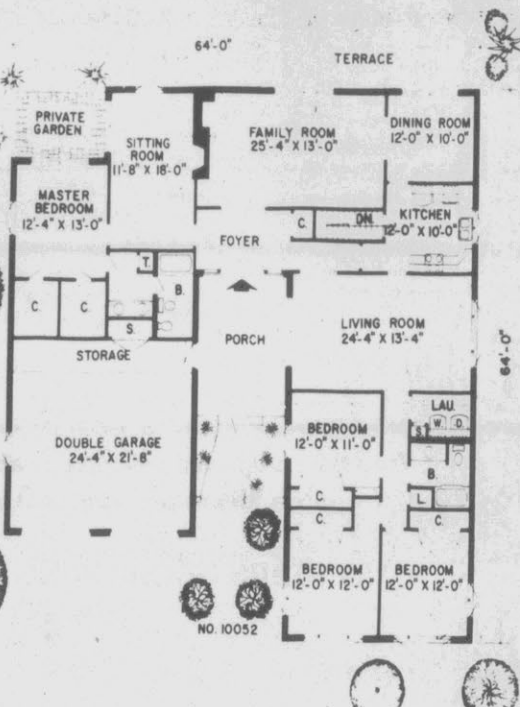 64'-0"
TERRACE
PRIVATE
GARDEN
SITTING
ROOM
11'-8" X 18'-0"
FAMILY ROOM
25'-4" X 13'-0"
DINING ROOM
12'-0" X 10'-0"
MASTER
BEDROOM
12'-4" X 13'-0"
FOYER
C.
DN.
KITCHEN
12'-0" X 10'-0"
T.
B.
C.
C.
S.
STORAGE
PORCH
LIVING ROOM
24'-4" X 13'-4"
64'-0"
DOUBLE GARAGE
24'-4" X 21'-8"
BEDROOM
12'-0" X 11'-0"
LAU.
W.
D.
B.
L.
C.
C.
C.
BEDROOM
12'-0" X 12'-0"
BEDROOM
12'-0" X 12'-0"
NO. 10052